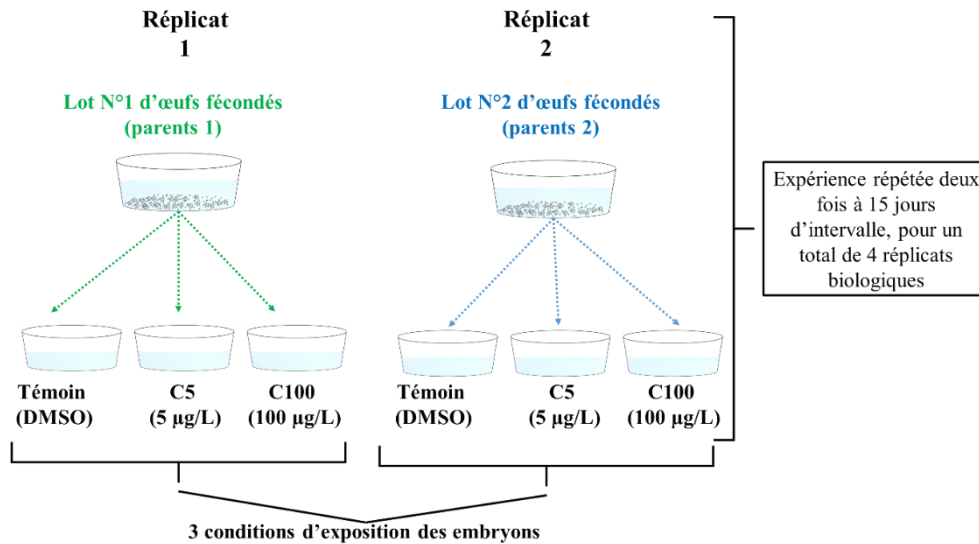 Réplicat
1
Réplicat
2
Lot N°1 d'œufs fécondés
(parents 1)
Lot N°2 d'œufs fécondés
(parents 2)
Expérience répétée deux
fois à 15 jours
d'intervalle, pour un
total de 4 réplicats
biologiques
Témoin
(DMSO)
C5
(5 µg/L)
C100
(100 µg/L)
Témoin
(DMSO)
C5
(5 µg/L)
C100
(100 µg/L)
3 conditions d'exposition des embryons